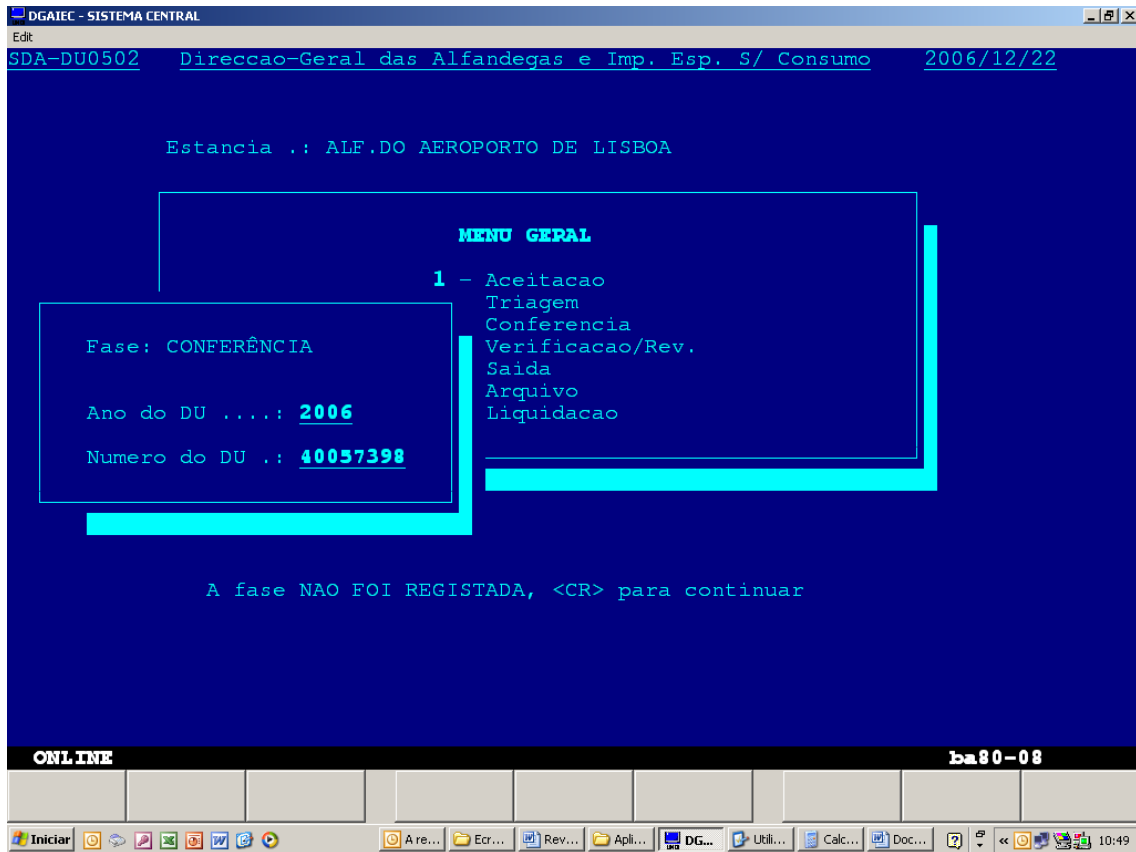 DGAIEC - SISTEMA CENTRAL
Edit
SDA-DU0502 Direccao-Geral das Alfandegas e Imp. Esp. S/ Consumo 2006/12/22
Estancia .: ALF.DO AEROPORTO DE LISBOA
MENU GERAL
1 - Aceitacao
Triagem
Conferencia
Verificacao/Rev.
Saida
Arquivo
Liquidacao
Fase: CONFERÊNCIA
Ano do DU ....: 2006
Numero do DU .: 40057398
A fase NAO FOI REGISTADA, <CR> para continuar
ONLINE ba80-08
Iniciar A re... Ecr... Rev... Apli... DG... Utili... Calc... Doc... 10:49